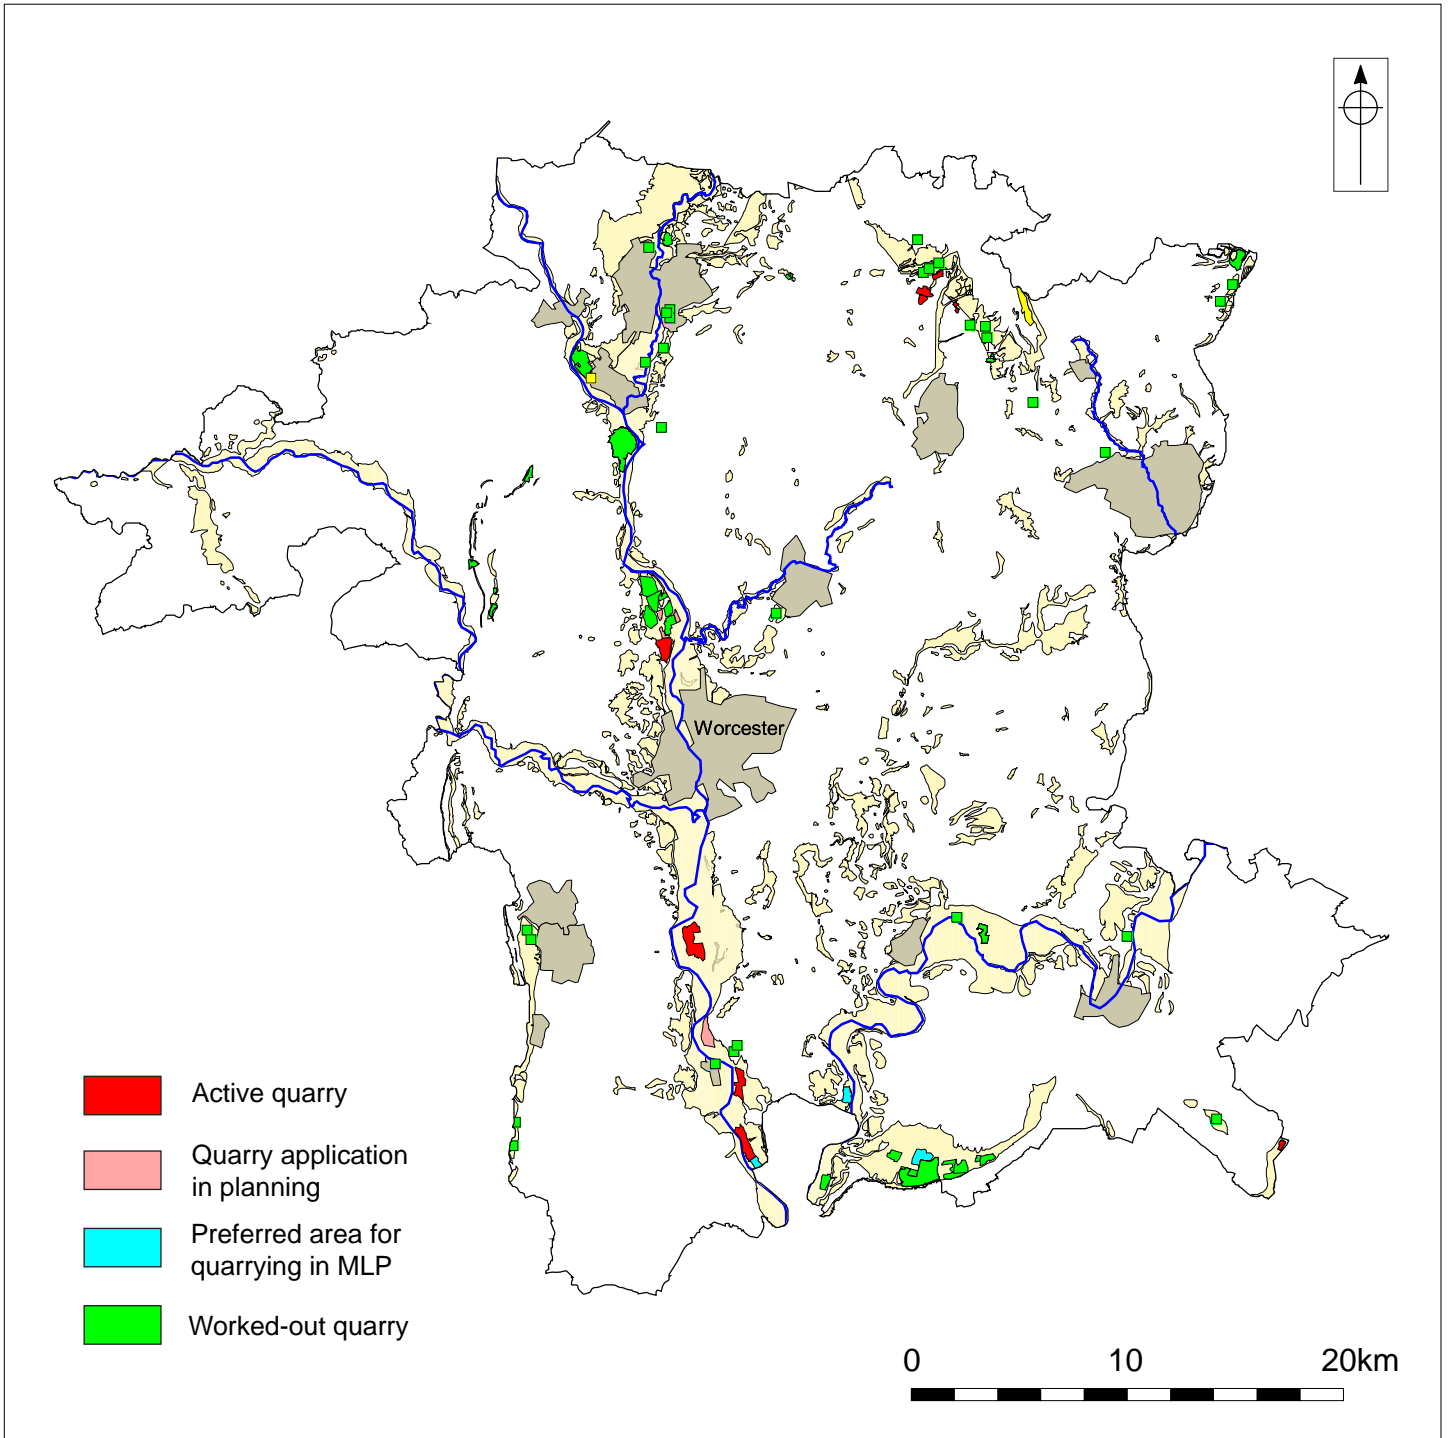 Worcester
Active quarry
Quarry application
in planning
Preferred area for
quarrying in MLP
Worked-out quarry
0 10 20km